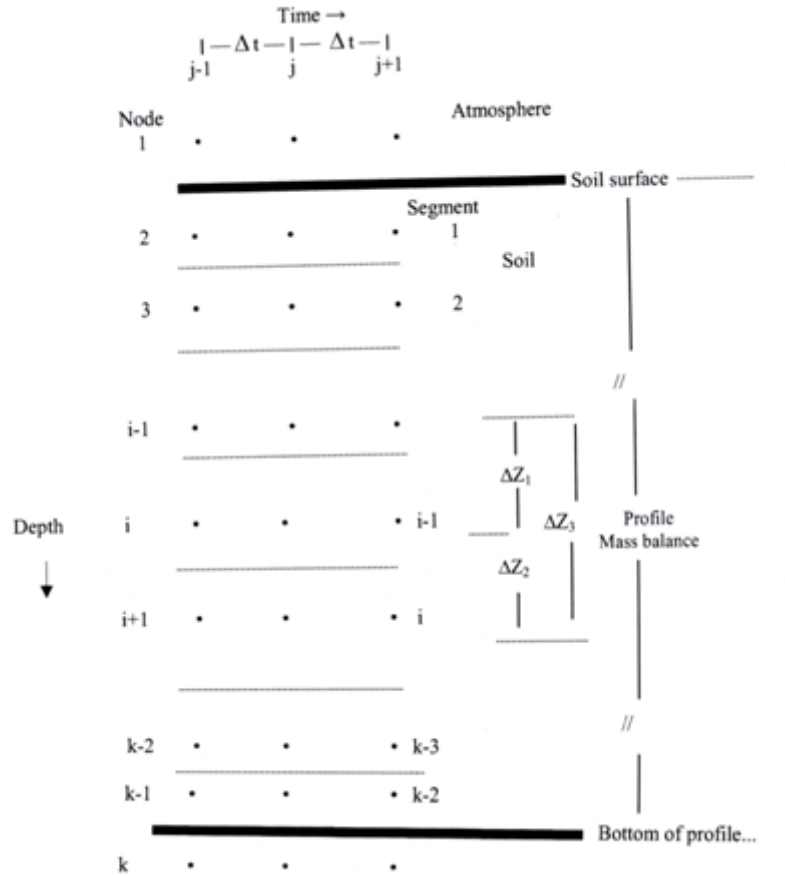 Time →
|—Δt—|—Δt—|
j-1 j j+1
Node
Atmosphere
1
Soil surface
Segment
2 1
Soil
3 2
//
i-1
ΔZ₁
Depth i i-1 ΔZ₃ Profile
Mass balance
ΔZ₂
i+1 i
//
k-2 k-3
k-1 k-2
Bottom of profile...
k